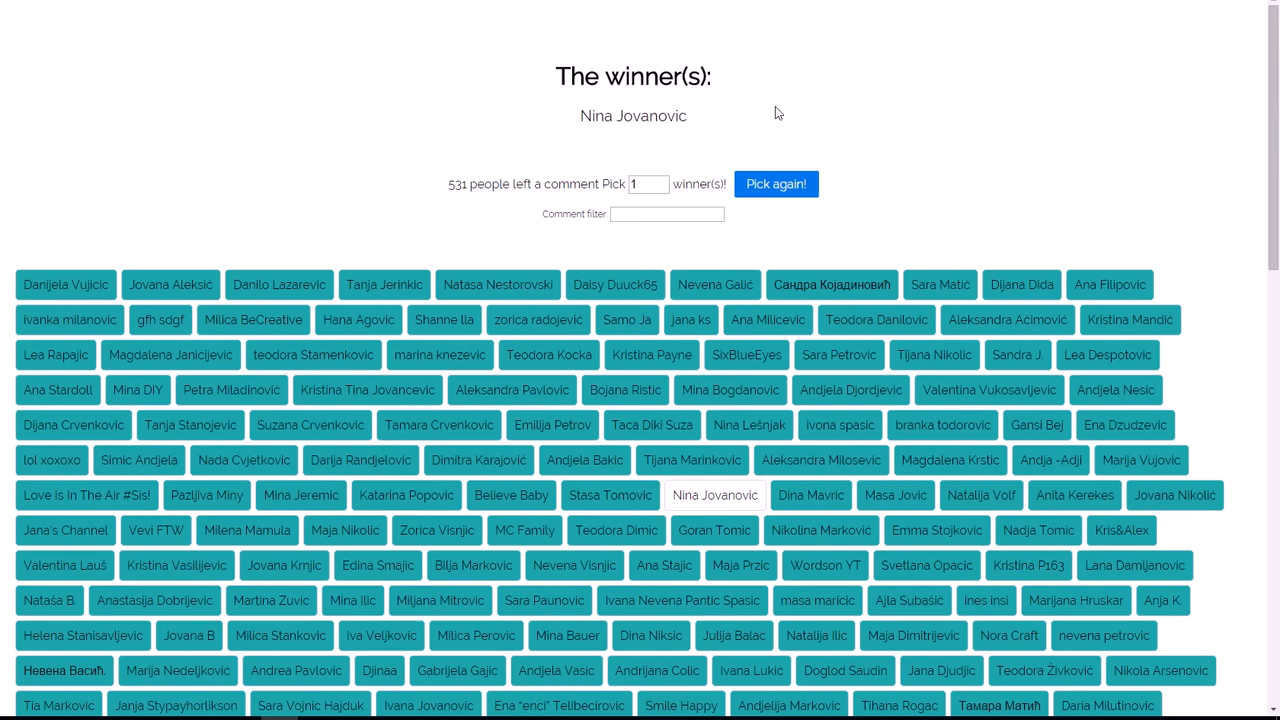 The winner(s):
Nina Jovanovic
531 people left a comment Pick 1 winner(s)! Pick again!
Comment filter
Danijela Vujicic Jovana Aleksić Danilo Lazarevic Tanja Jerinkic Natasa Nestorovski Daisy Duuck65 Nevena Galić Сандра Којадиновић Sara Matić Dijana Dida Ana Filipovic
ivanka milanovic gfh sdgf Milica BeCreative Hana Agovic Shanne lla zorica radojević Samo Ja jana ks Ana Milicevic Teodora Danilovic Aleksandra Aćimović Kristina Mandić
Lea Rapajic Magdalena Janićijević teodora Stamenkovic marina knezevic Teodora Kocka Kristina Payne SixBlueEyes Sara Petrovic Tijana Nikolic Sandra J. Lea Despotovic
Ana Stardoll Mina DIY Petra Miladinović Kristina Tina Jovancevic Aleksandra Pavlovic Bojana Ristic Mina Bogdanovic Andjela Djordjevic Valentina Vukosavljevic Andjela Nesic
Dijana Crvenkovic Tanja Stanojevic Suzana Crvenkovic Tamara Crvenkovic Emilija Petrov Taca Diki Suza Nina Lešnjak ivona spasic branka todorovic Gansi Bej Ena Dzudzevic
lol xoxoxo Simic Andjela Nada Cvjetkovic Darija Randjelovic Dimitra Karajović Andjela Bakic Tijana Marinkovic Aleksandra Milosevic Magdalena Krstic Andja -Adji Marija Vujovic
Love Is In The Air #Sis! Pazljiva Miny Mina Jeremic Katarina Popovic Believe Baby Stasa Tomovic Nina Jovanovic Dina Mavric Masa Jovic Natalija Volf Anita Kerekes Jovana Nikolić
Jana's Channel Vevi FTW Milena Mamula Maja Nikolic Zorica Visnjic MC Family Teodora Dimic Goran Tomic Nikolina Marković Emma Stojkovic Nadja Tomic Kris&Alex
Valentina Lauš Kristina Vasilijevic Jovana Krnjic Edina Smajic Bilja Markovic Nevena Visnjic Ana Stajic Maja Przic Wordson YT Svetlana Opacic Kristina P163 Lana Damljanovic
Nataša B. Anastasija Dobrijevic Martina Zuvic Mina Ilic Miljana Mitrovic Sara Paunovic Ivana Nevena Pantic Spasic masa maricic Ajla Subašić ines insi Marijana Hruskar Anja K.
Helena Stanisavljevic Jovana B Milica Stankovic Iva Veljkovic Milica Perovic Mina Bauer Dina Niksic Julija Balac Natalija Ilic Maja Dimitrijevic Nora Craft nevena petrovic
Невена Васић. Marija Nedeljković Andrea Pavlovic Djinaa Gabrijela Gajic Andjela Vasic Andrijana Colic Ivana Lukić Doglod Saudin Jana Djudjic Teodora Živković Nikola Arsenovic
Tia Markovic Janja Stypayhorlikson Sara Vojnic Hajduk Ivana Jovanovic Ena “enci” Telibecirovic Smile Happy Andjelija Markovic Tihana Rogac Тамара Матић Daria Milutinovic